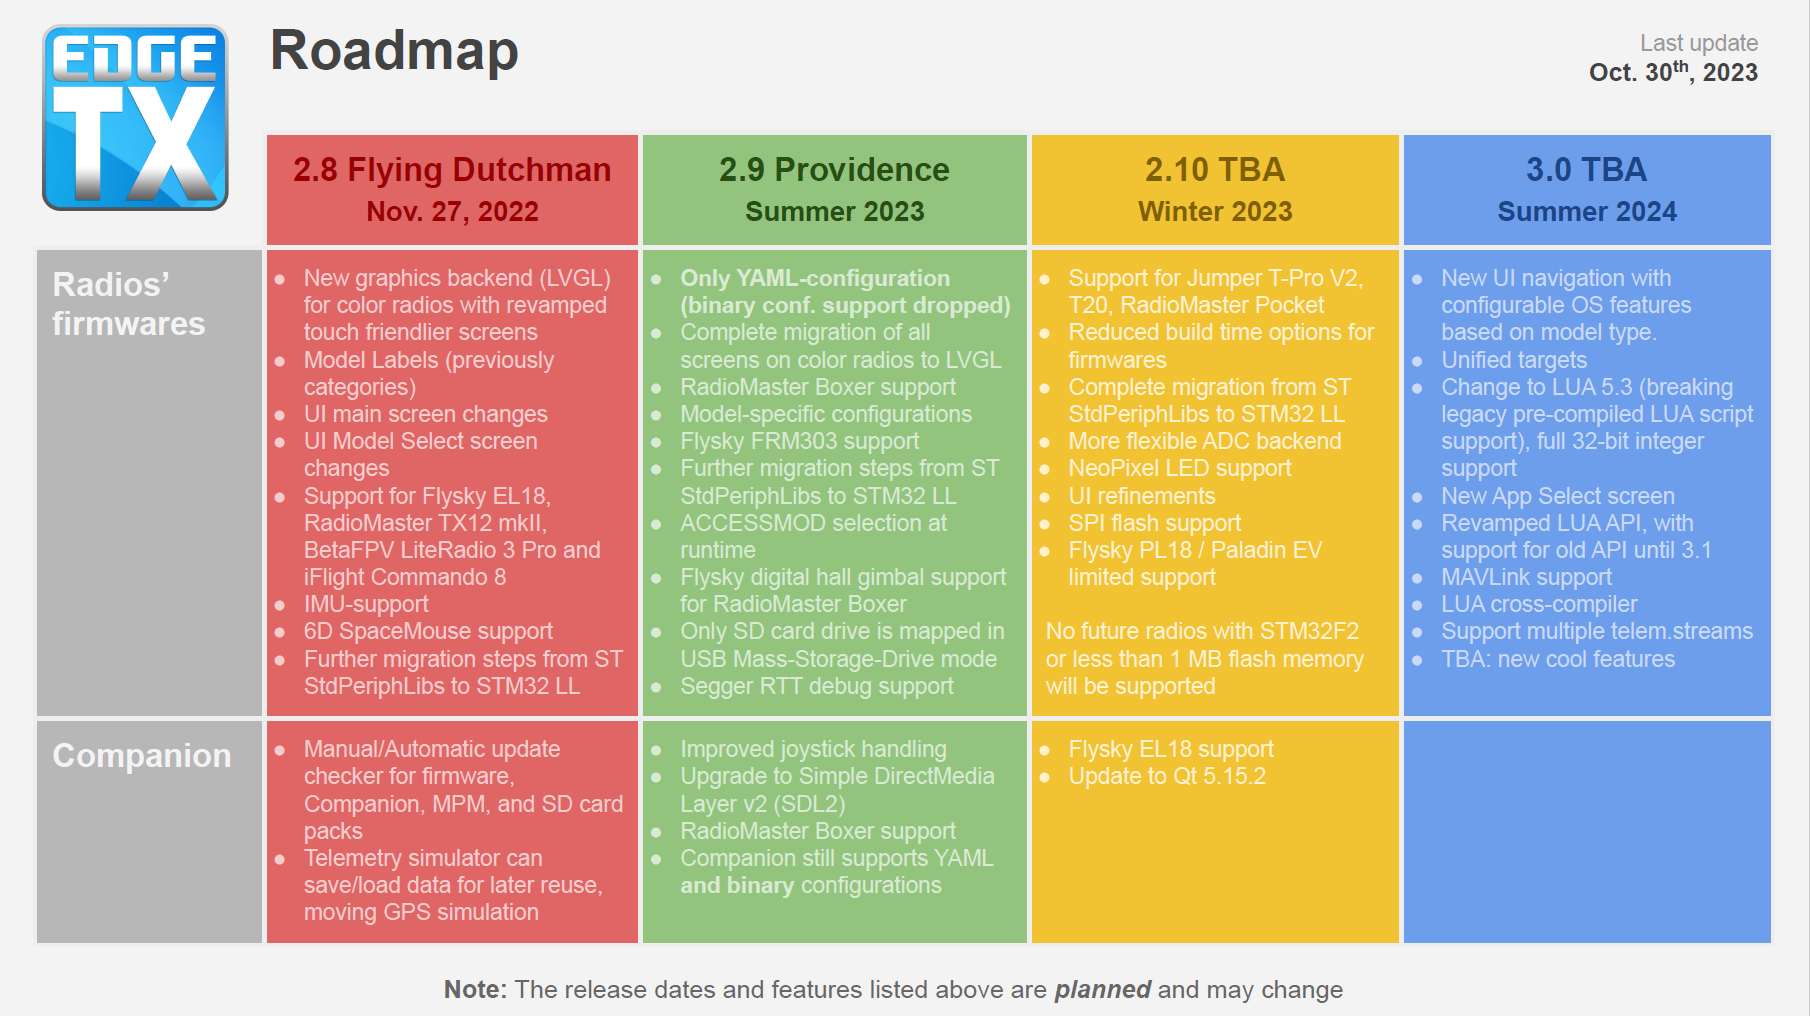 EDGE
TX
Roadmap
Last update
Oct. 30th, 2023
2.8 Flying Dutchman
Nov. 27, 2022
2.9 Providence
Summer 2023
2.10 TBA
Winter 2023
3.0 TBA
Summer 2024
Radios’
firmwares
● New graphics backend (LVGL)
for color radios with revamped
touch friendlier screens
● Model Labels (previously
categories)
● UI main screen changes
● UI Model Select screen
changes
● Support for Flysky EL18,
RadioMaster TX12 mkII,
BetaFPV LiteRadio 3 Pro and
iFlight Commando 8
● IMU-support
● 6D SpaceMouse support
● Further migration steps from ST
StdPeriphLibs to STM32 LL
● Only YAML-configuration
(binary conf. support dropped)
● Complete migration of all
screens on color radios to LVGL
● RadioMaster Boxer support
● Model-specific configurations
● Flysky FRM303 support
● Further migration steps from ST
StdPeriphLibs to STM32 LL
● ACCESSMOD selection at
runtime
● Flysky digital hall gimbal support
for RadioMaster Boxer
● Only SD card drive is mapped in
USB Mass-Storage-Drive mode
● Segger RTT debug support
● Support for Jumper T-Pro V2,
T20, RadioMaster Pocket
● Reduced build time options for
firmwares
● Complete migration from ST
StdPeriphLibs to STM32 LL
● More flexible ADC backend
● NeoPixel LED support
● UI refinements
● SPI flash support
● Flysky PL18 / Paladin EV
limited support
No future radios with STM32F2
or less than 1 MB flash memory
will be supported
● New UI navigation with
configurable OS features
based on model type.
● Unified targets
● Change to LUA 5.3 (breaking
legacy pre-compiled LUA script
support), full 32-bit integer
support
● New App Select screen
● Revamped LUA API, with
support for old API until 3.1
● MAVLink support
● LUA cross-compiler
● Support multiple telem.streams
● TBA: new cool features
Companion
● Manual/Automatic update
checker for firmware,
Companion, MPM, and SD card
packs
● Telemetry simulator can
save/load data for later reuse,
moving GPS simulation
● Improved joystick handling
● Upgrade to Simple DirectMedia
Layer v2 (SDL2)
● RadioMaster Boxer support
● Companion still supports YAML
and binary configurations
● Flysky EL18 support
● Update to Qt 5.15.2
Note: The release dates and features listed above are planned and may change